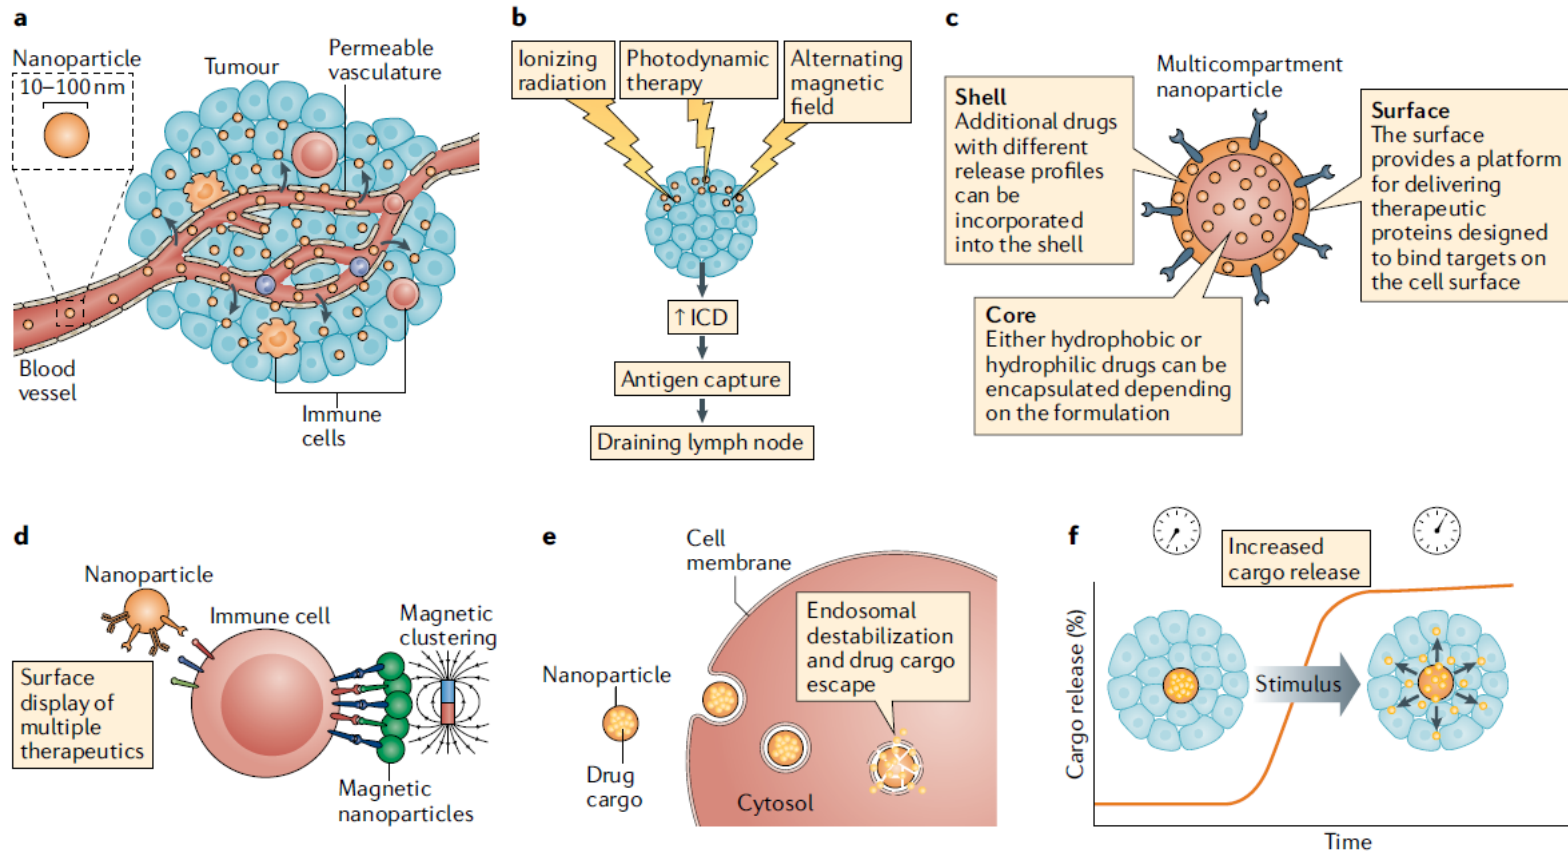 a
Nanoparticle
10–100 nm
Tumour
Permeable
vasculature
Blood
vessel
Immune
cells
b
Ionizing
radiation
Photodynamic
therapy
Alternating
magnetic
field
↑ ICD
Antigen capture
Draining lymph node
c
Multicompartment
nanoparticle
Shell
Additional drugs
with different
release profiles
can be
incorporated
into the shell
Surface
The surface
provides a platform
for delivering
therapeutic
proteins designed
to bind targets on
the cell surface
Core
Either hydrophobic or
hydrophilic drugs can be
encapsulated depending
on the formulation
d
Nanoparticle
Immune cell
Magnetic
clustering
Surface
display of
multiple
therapeutics
Magnetic
nanoparticles
e
Cell
membrane
Endosomal
destabilization
and drug cargo
escape
Nanoparticle
Drug
cargo
Cytosol
f
Increased
cargo release
Cargo release (%)
Stimulus
Time